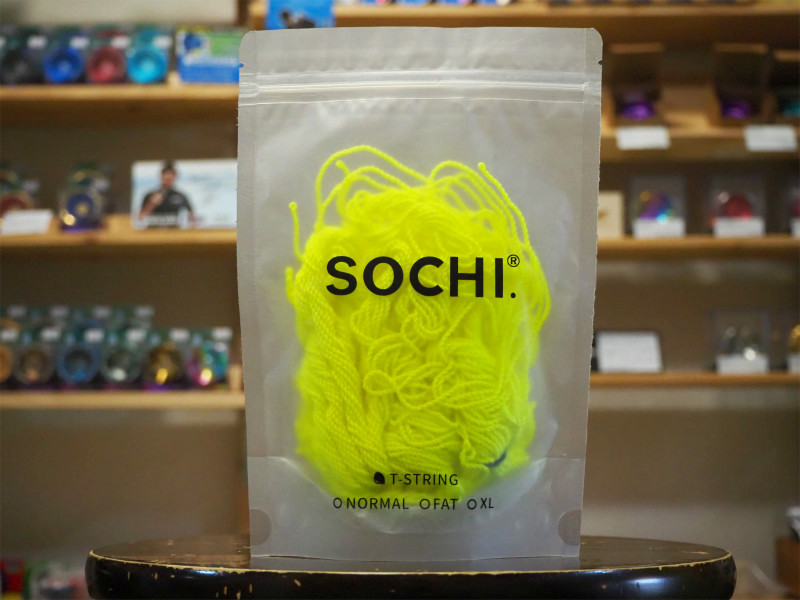 SOCHI®.
T-STRING
NORMAL FAT XL